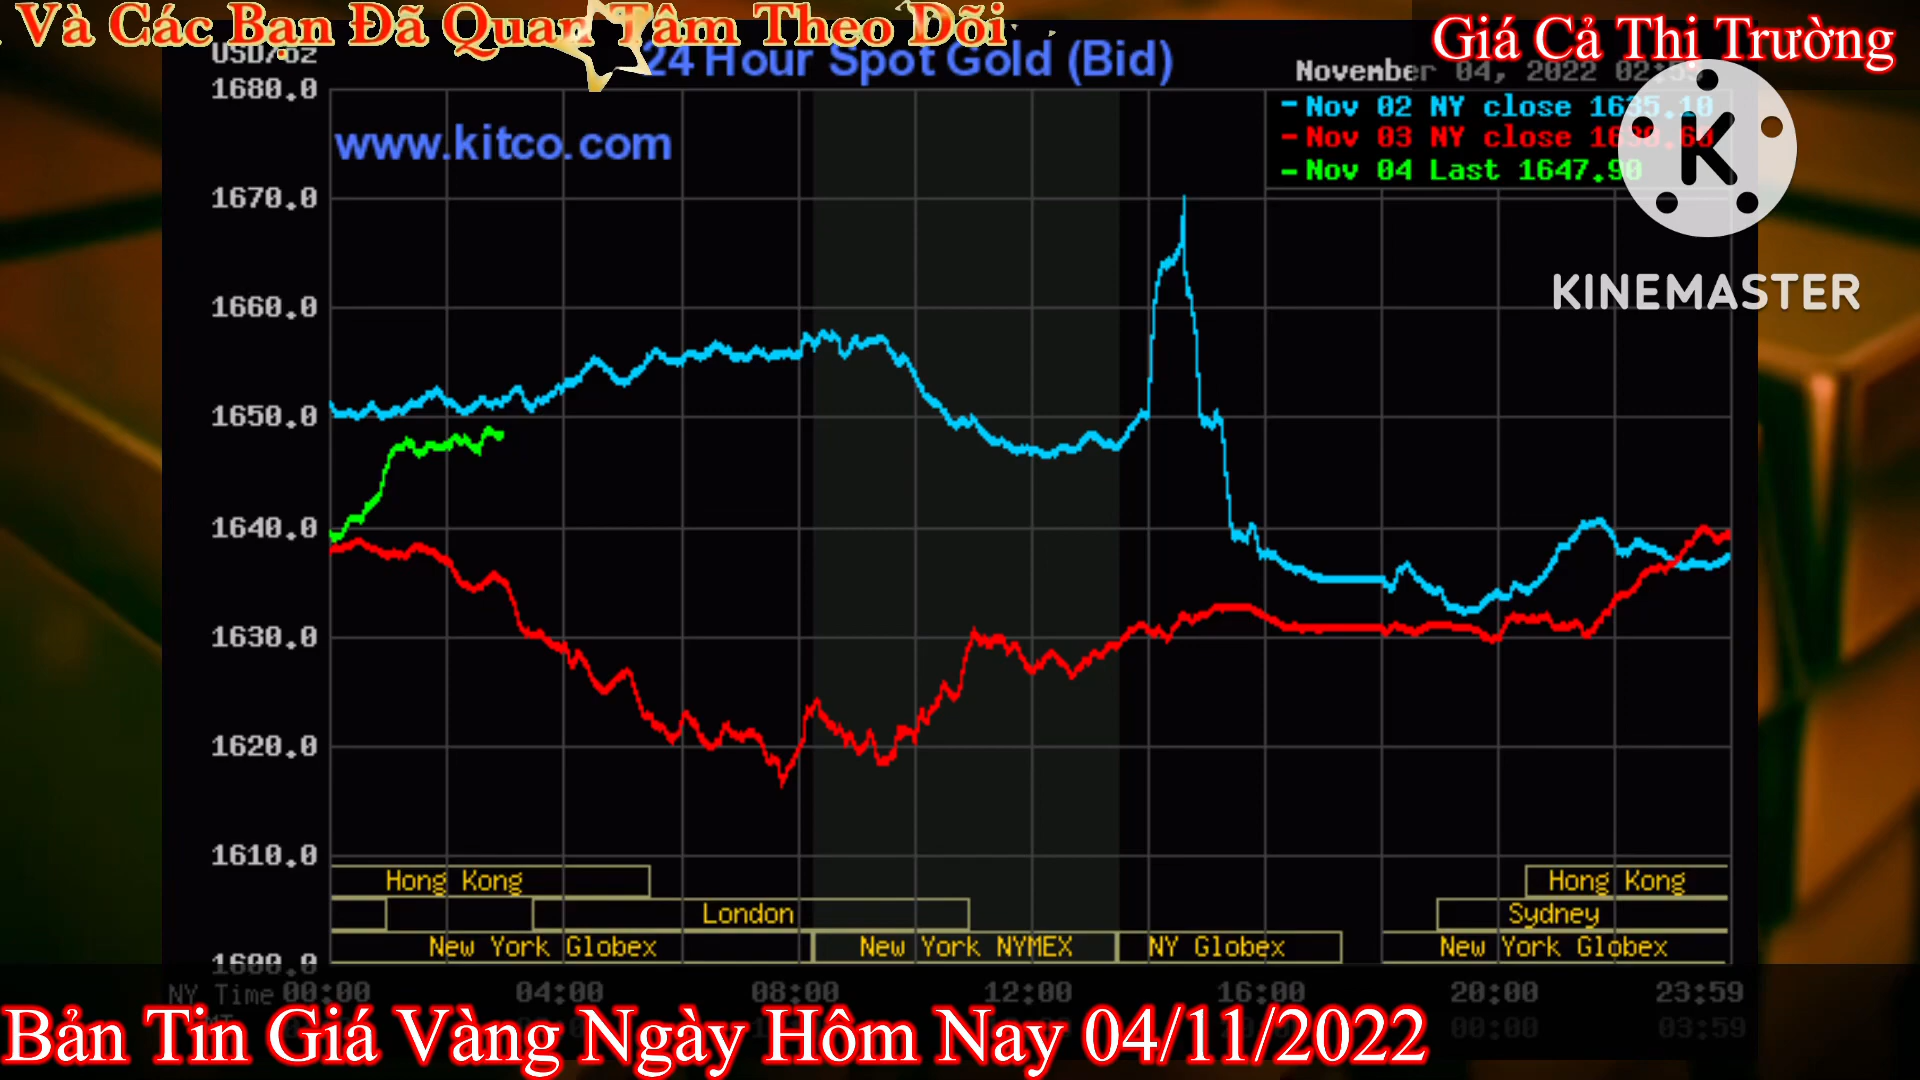 Và Các Bạn Đã Quan Tâm Theo Dõi
Giá Cả Thị Trường
USD/oz
24 Hour Spot Gold (Bid)
November 04, 2022
www.kitco.com
Nov 02 NY close 1635.10
Nov 03 NY close
Nov 04 Last 1647.90
KINEMASTER
1680.0
1670.0
1660.0
1650.0
1640.0
1630.0
1620.0
1610.0
1600.0
Hong Kong
Hong Kong
London
Sydney
New York Globex
New York NYMEX
NY Globex
New York Globex
NY Time 00:00 04:00 08:00 12:00 16:00 20:00 23:59
00:00 03:59
Bản Tin Giá Vàng Ngày Hôm Nay 04/11/2022